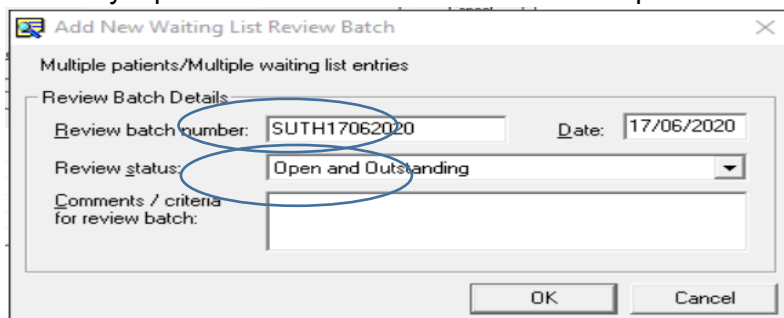 Add New Waiting List Review Batch
Multiple patients/Multiple waiting list entries
Review Batch Details
Review batch number: SUTH17062020 Date: 17/06/2020
Review status: Open and Outstanding
Comments / criteria
for review batch:
OK Cancel